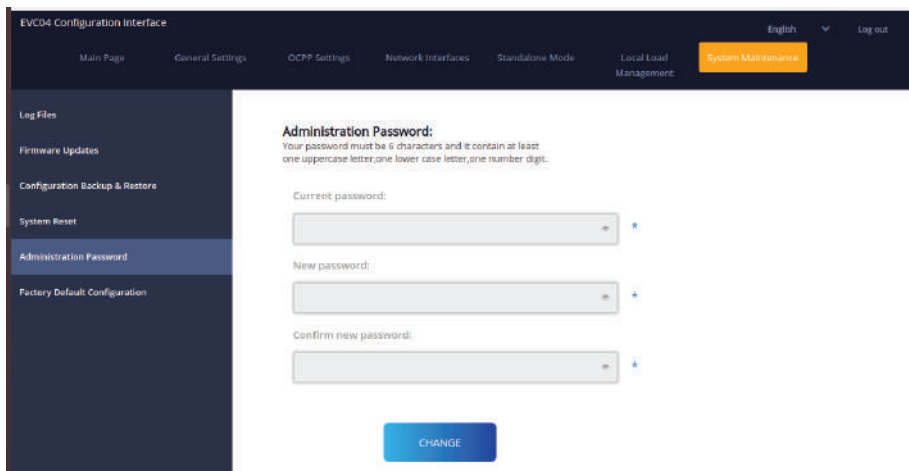 EVC04 Configuration Interface
English
Log out
Main Page
General Settings
OCPP Settings
Network Interfaces
Standalone Mode
Local Load
Management
System Maintenance
Log Files
Firmware Updates
Configuration Backup & Restore
System Reset
Administration Password
Factory Default Configuration
Administration Password:
Your password must be 6 characters and it contain at least
one uppercase letter,one lower case letter,one number digit.
Current password:
*
New password:
*
Confirm new password:
*
CHANGE